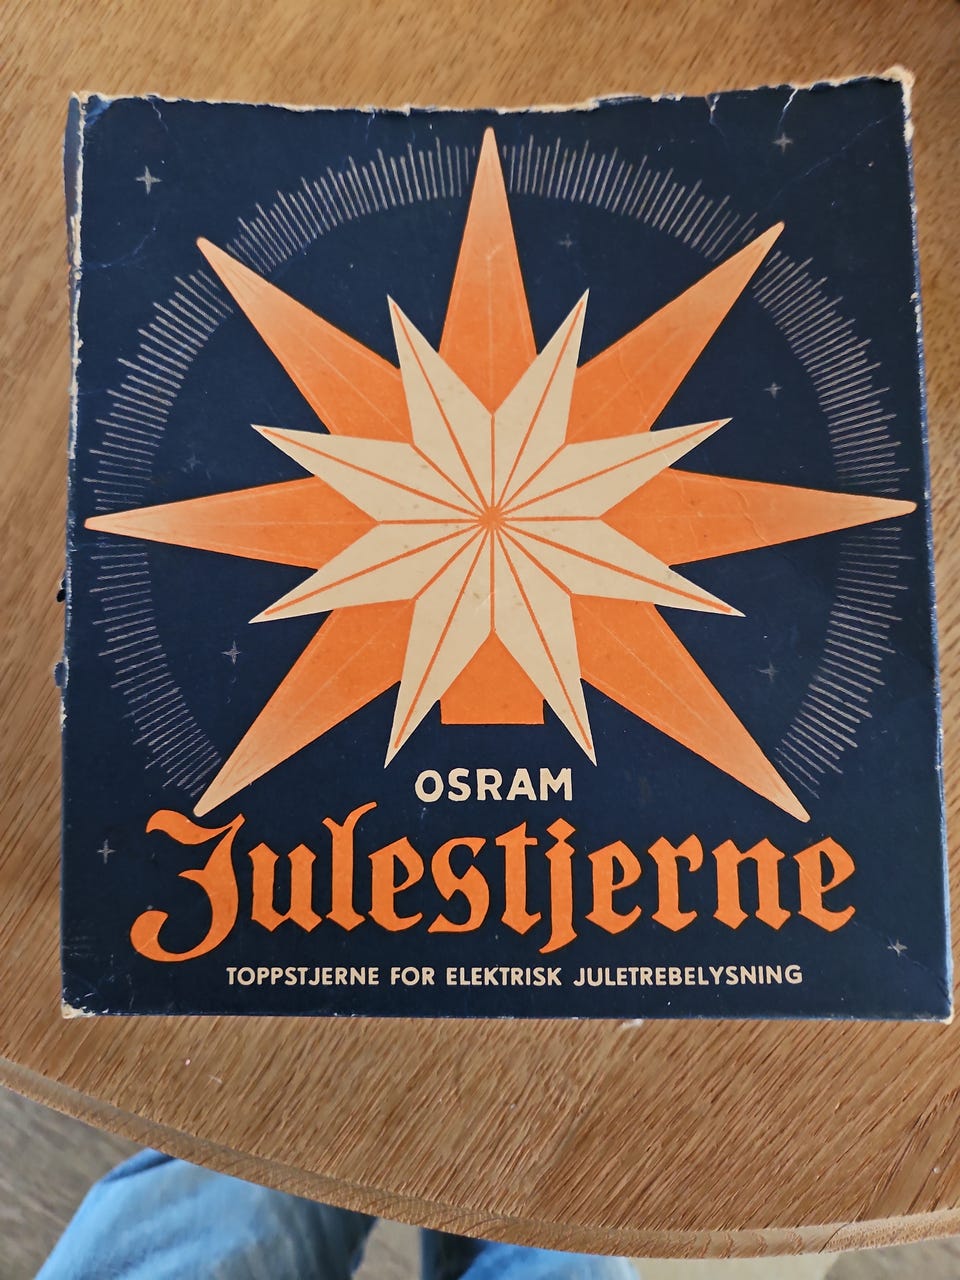 OSRAM
Julestjerne
TOPPSTJERNE FOR ELEKTRISK JULETREBELYSNING